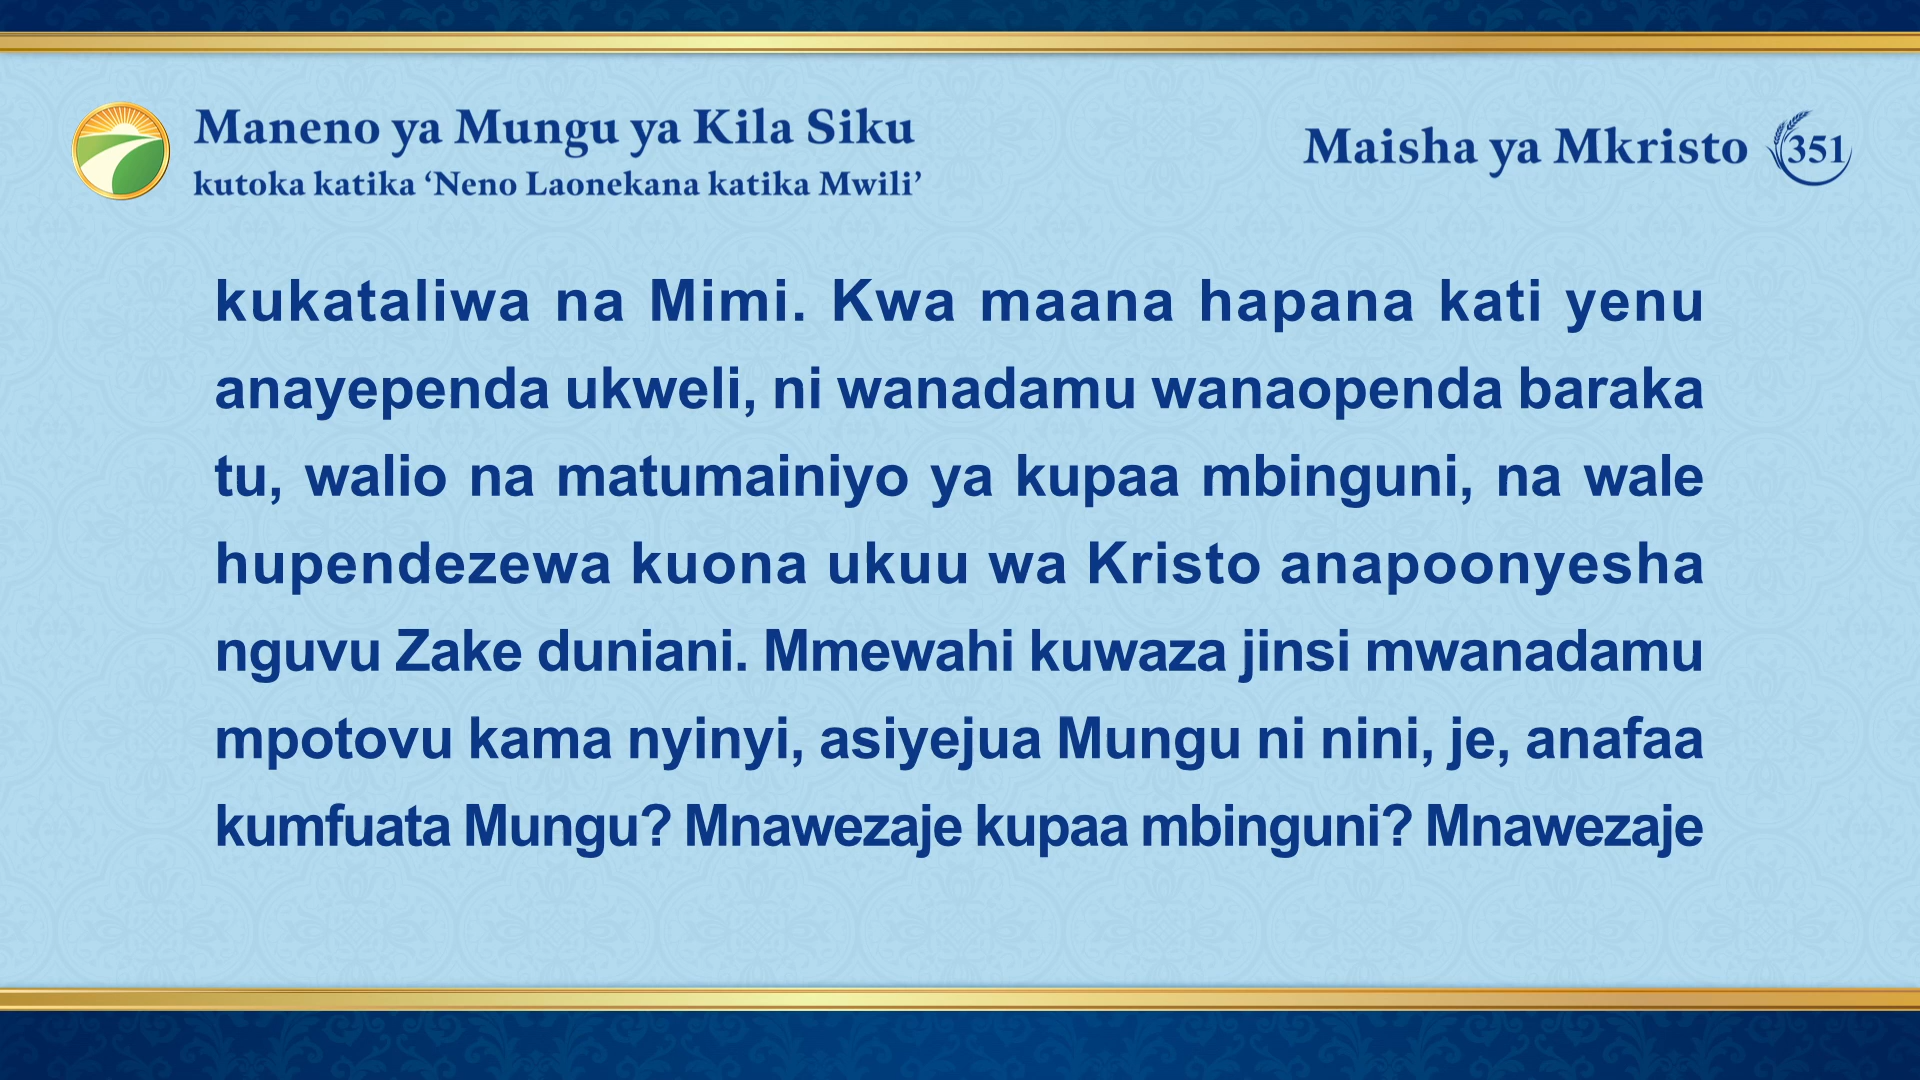 Maneno ya Mungu ya Kila Siku
kutoka katika ‘Neno Laonekana katika Mwili’
Maisha ya Mkristo 351
kukataliwa na Mimi. Kwa maana hapana kati yenu
anayependa ukweli, ni wanadamu wanaopenda baraka
tu, walio na matumainiyo ya kupaa mbinguni, na wale
hupendezewa kuona ukuu wa Kristo anapoonyesha
nguvu Zake duniani. Mmewahi kuwaza jinsi mwanadamu
mpotovu kama nyinyi, asiyejua Mungu ni nini, je, anafaa
kumfuata Mungu? Mnawezaje kupaa mbinguni? Mnawezaje